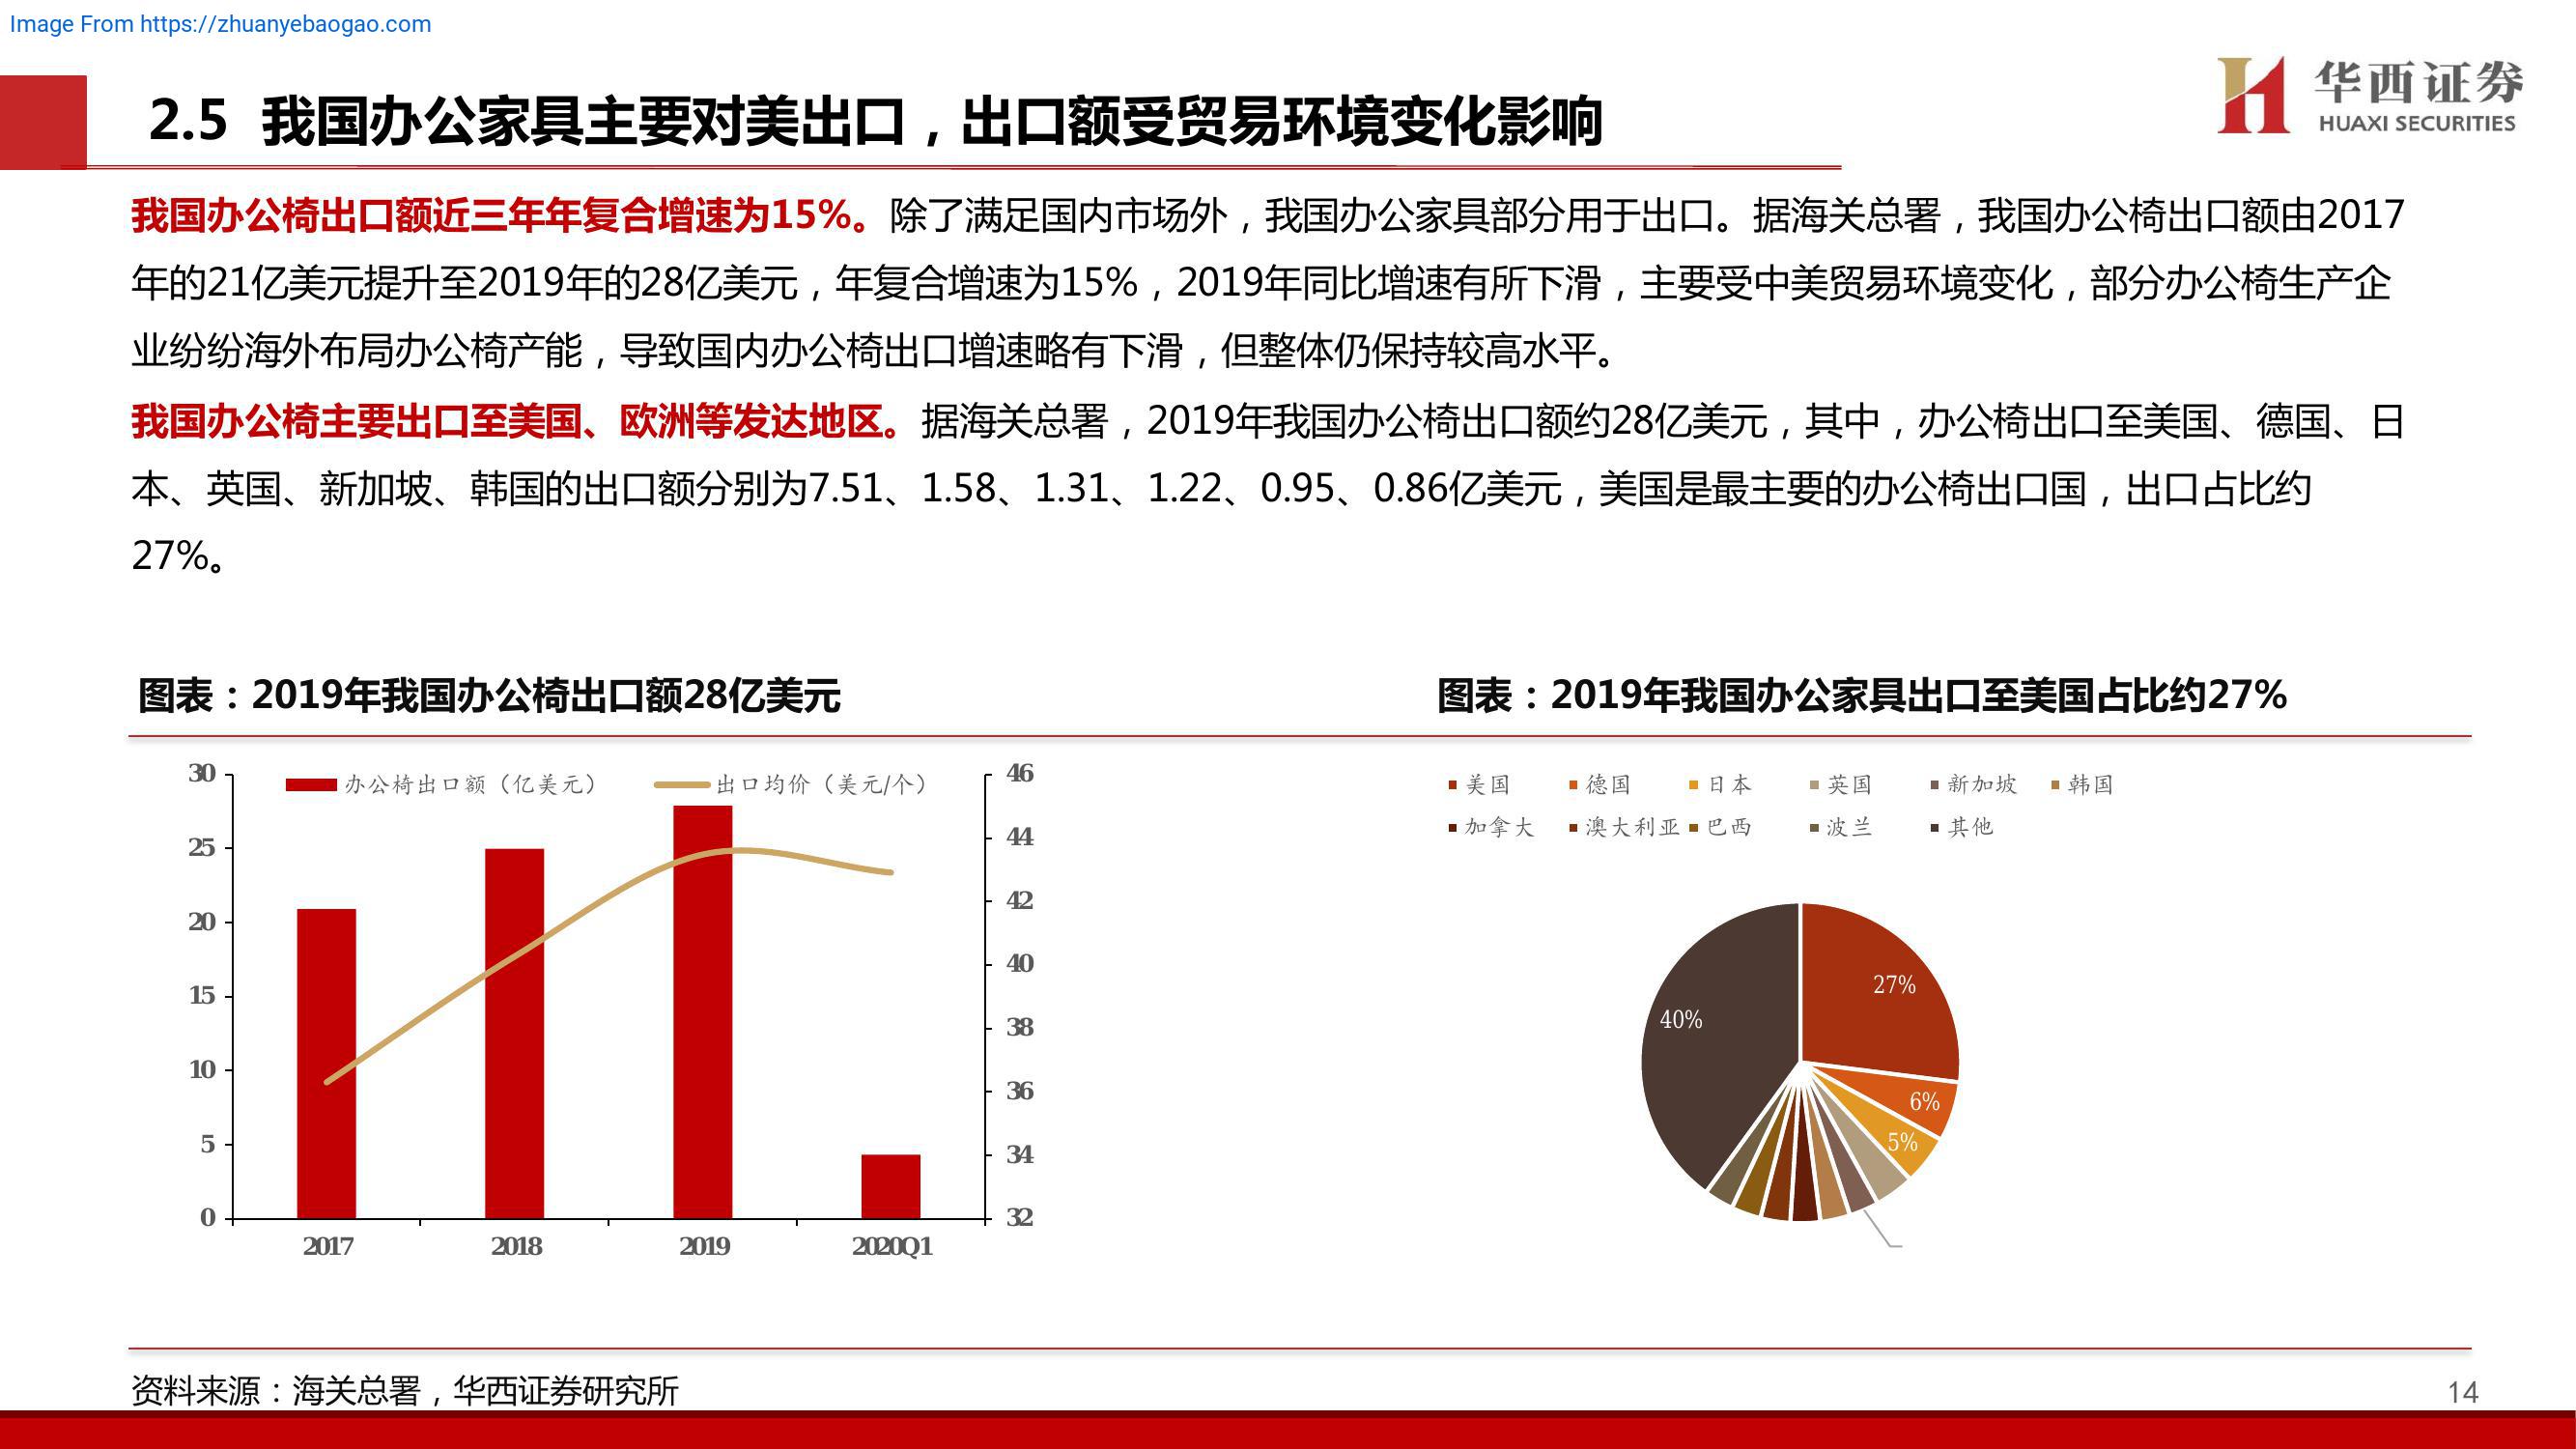 Image From https://zhuanyebaogao.com
华西证券
HUAXI SECURITIES
2.5 我国办公家具主要对美出口，出口额受贸易环境变化影响
我国办公椅出口额近三年年复合增速为15%。除了满足国内市场外，我国办公家具部分用于出口。据海关总署，我国办公椅出口额由2017
年的21亿美元提升至2019年的28亿美元，年复合增速为15%，2019年同比增速有所下滑，主要受中美贸易环境变化，部分办公椅生产企
业纷纷海外布局办公椅产能，导致国内办公椅出口增速略有下滑，但整体仍保持较高水平。
我国办公椅主要出口至美国、欧洲等发达地区。据海关总署，2019年我国办公椅出口额约28亿美元，其中，办公椅出口至美国、德国、日
本、英国、新加坡、韩国的出口额分别为7.51、1.58、1.31、1.22、0.95、0.86亿美元，美国是最主要的办公椅出口国，出口占比约
27%。
图表：2019年我国办公椅出口额28亿美元
办公椅出口额（亿美元） 出口均价（美元/个）
30
25
20
15
10
5
0
46
44
42
40
38
36
34
32
2017 2018 2019 2020Q1
图表：2019年我国办公家具出口至美国占比约27%
美国 德国 日本 英国 新加坡 韩国
加拿大 澳大利亚 巴西 波兰 其他
27%
40%
6%
5%
资料来源：海关总署，华西证券研究所
14